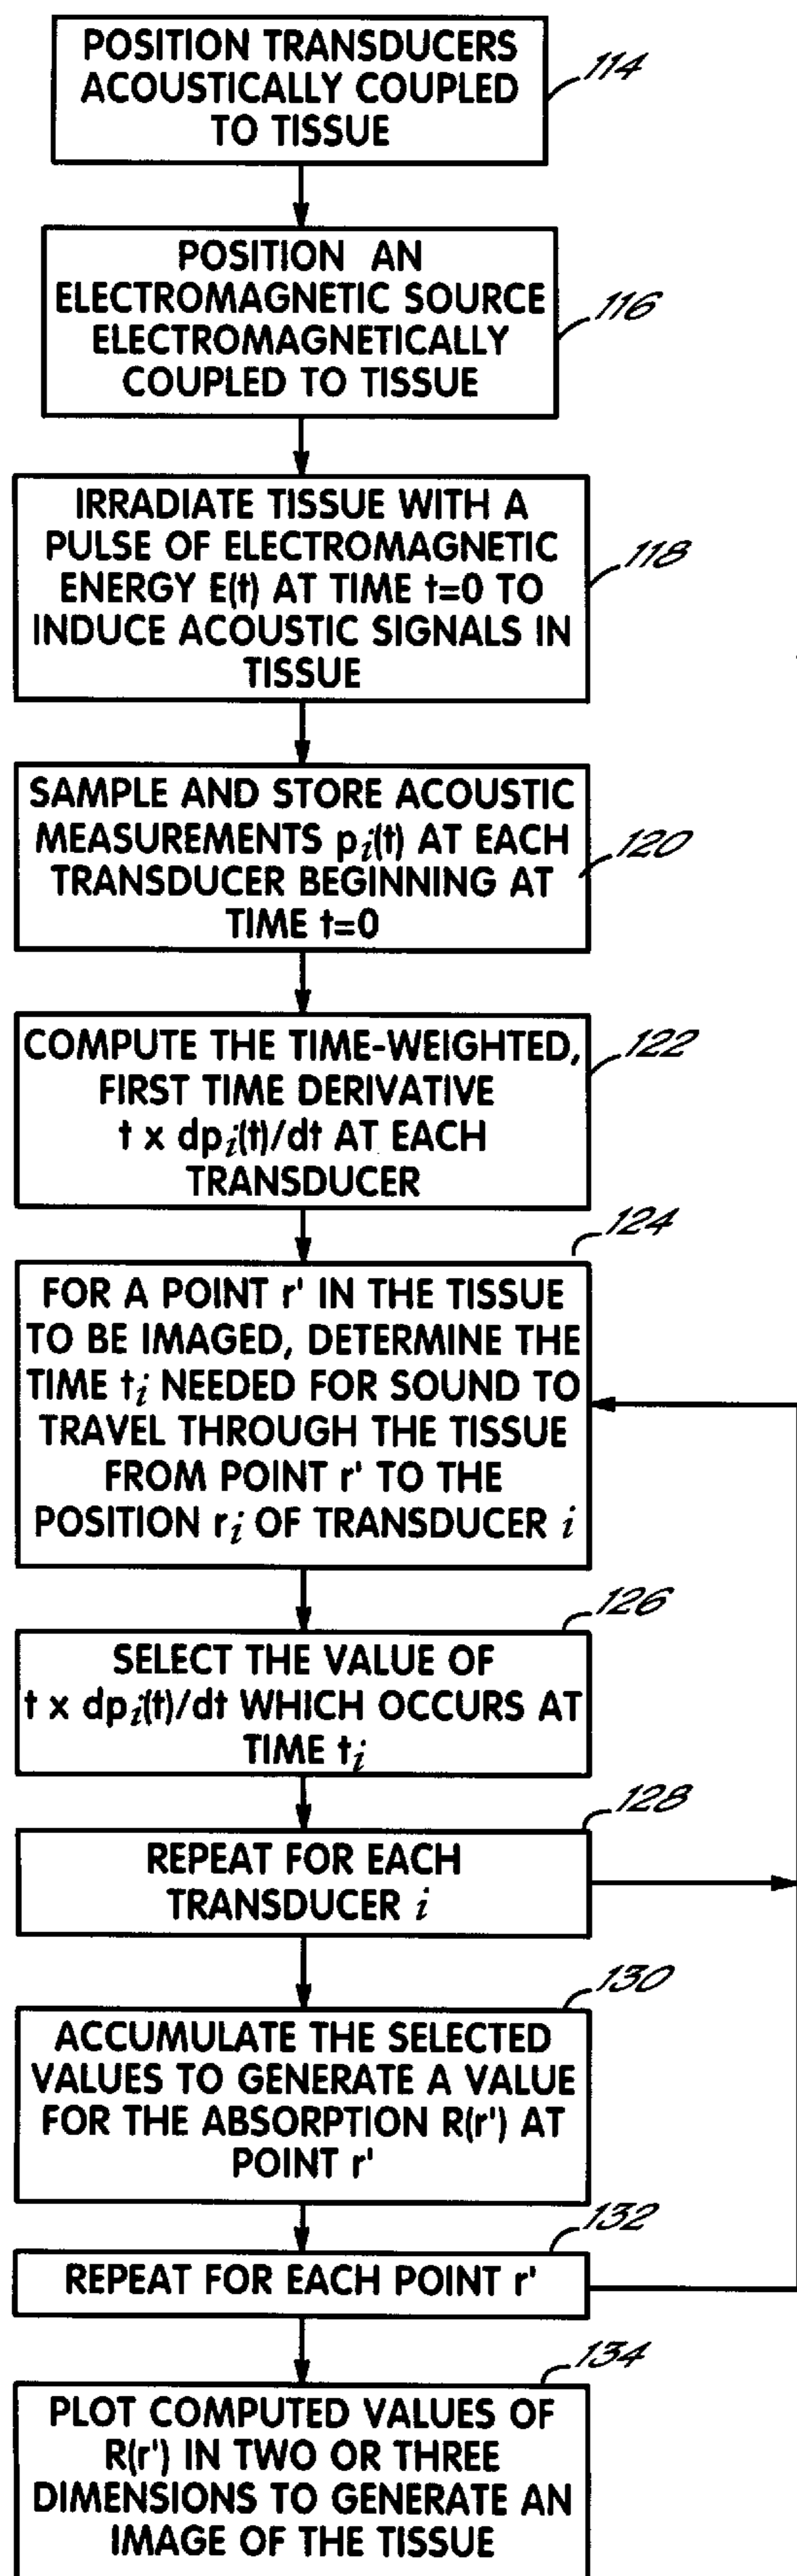 POSITION TRANSDUCERS
ACOUSTICALLY COUPLED
TO TISSUE
114
POSITION AN
ELECTROMAGNETIC SOURCE
ELECTROMAGNETICALLY
COUPLED TO TISSUE
116
IRRADIATE TISSUE WITH A
PULSE OF ELECTROMAGNETIC
ENERGY E(t) AT TIME t=0 TO
INDUCE ACOUSTIC SIGNALS IN
TISSUE
118
SAMPLE AND STORE ACOUSTIC
MEASUREMENTS pi(t) AT EACH
TRANSDUCER BEGINNING AT
TIME t=0
120
COMPUTE THE TIME-WEIGHTED,
FIRST TIME DERIVATIVE
t x dpi(t)/dt AT EACH
TRANSDUCER
122
124
FOR A POINT r' IN THE TISSUE
TO BE IMAGED, DETERMINE THE
TIME ti NEEDED FOR SOUND TO
TRAVEL THROUGH THE TISSUE
FROM POINT r' TO THE
POSITION ri OF TRANSDUCER i
126
SELECT THE VALUE OF
t x dpi(t)/dt WHICH OCCURS AT
TIME ti
128
REPEAT FOR EACH
TRANSDUCER i
130
ACCUMULATE THE SELECTED
VALUES TO GENERATE A VALUE
FOR THE ABSORPTION R(r') AT
POINT r'
132
REPEAT FOR EACH POINT r'
134
PLOT COMPUTED VALUES OF
R(r') IN TWO OR THREE
DIMENSIONS TO GENERATE AN
IMAGE OF THE TISSUE